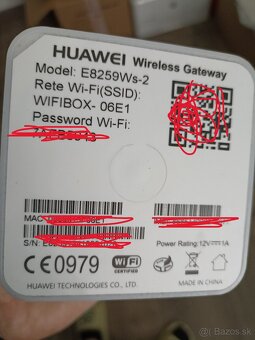 HUAWEI Wireless Gateway
Model: E8259Ws-2
Rete Wi-Fi(SSID):
WIFIBOX- 06E1
Password Wi-Fi:
MAC:
S/N:
Power Rating: 12V 1A
CE0979 Wi Fi CERTIFIED
HUAWEI TECHNOLOGIES CO., LTD.
MADE IN CHINA
bazos.sk